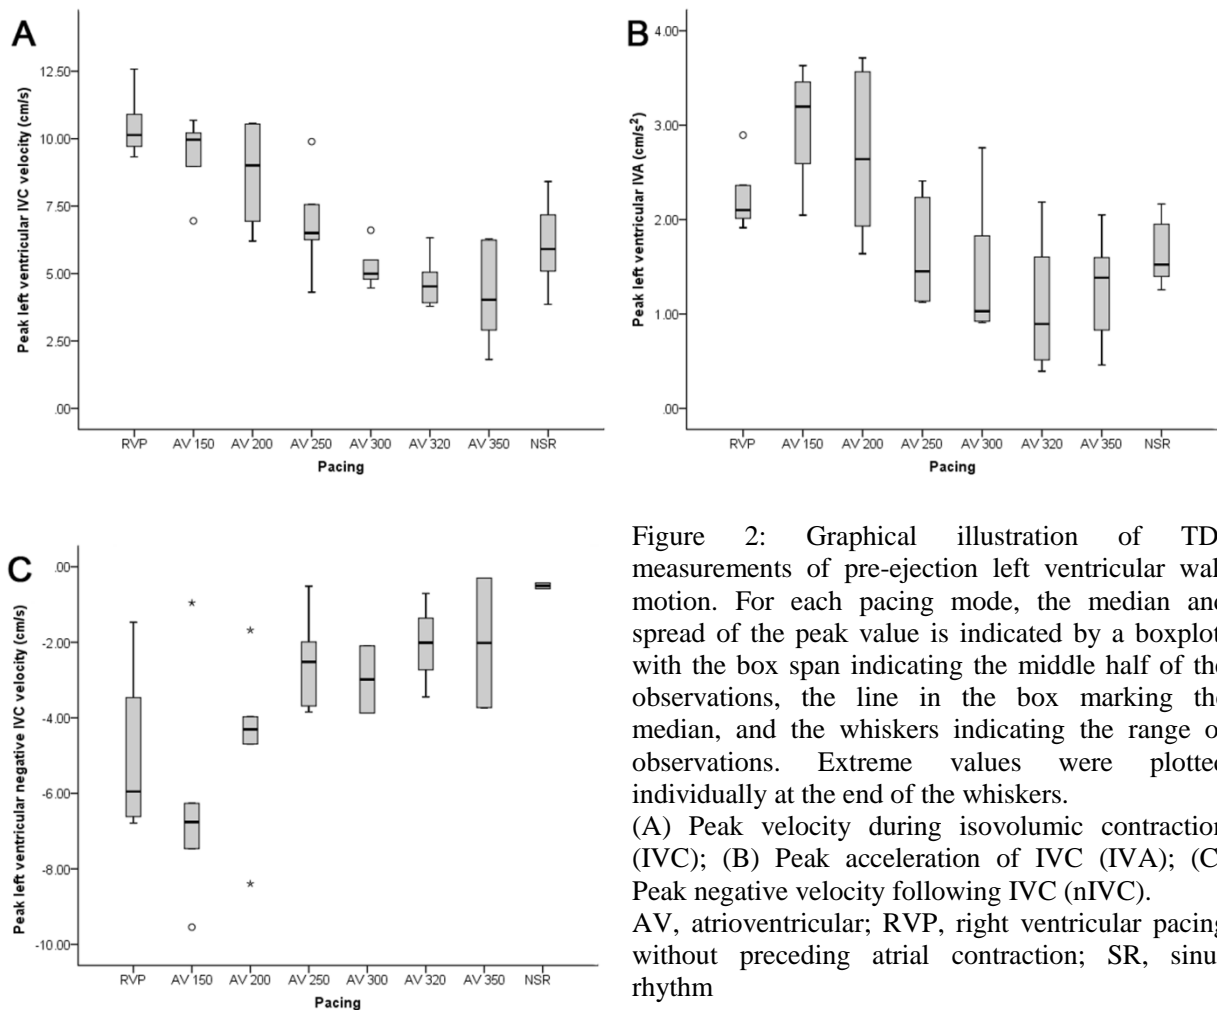 A
Peak left ventricular IVC velocity (cm/s)
12.50
10.00
7.50
5.00
2.50
.00
RVP
AV 150
AV 200
AV 250
AV 300
AV 320
AV 350
NSR
Pacing
B
Peak left ventricular IVA (cm/s²)
4.00
3.00
2.00
1.00
.00
RVP
AV 150
AV 200
AV 250
AV 300
AV 320
AV 350
NSR
Pacing
C
Peak left ventricular negative IVC velocity (cm/s)
.00
-2.00
-4.00
-6.00
-8.00
-10.00
RVP
AV 150
AV 200
AV 250
AV 300
AV 320
AV 350
NSR
Pacing
Figure 2: Graphical illustration of TD
measurements of pre-ejection left ventricular wal
motion. For each pacing mode, the median and
spread of the peak value is indicated by a boxplot
with the box span indicating the middle half of the
observations, the line in the box marking the
median, and the whiskers indicating the range o
observations. Extreme values were plotted
individually at the end of the whiskers.
(A) Peak velocity during isovolumic contraction
(IVC); (B) Peak acceleration of IVC (IVA); (C
Peak negative velocity following IVC (nIVC).
AV, atrioventricular; RVP, right ventricular pacing
without preceding atrial contraction; SR, sinu
rhythm